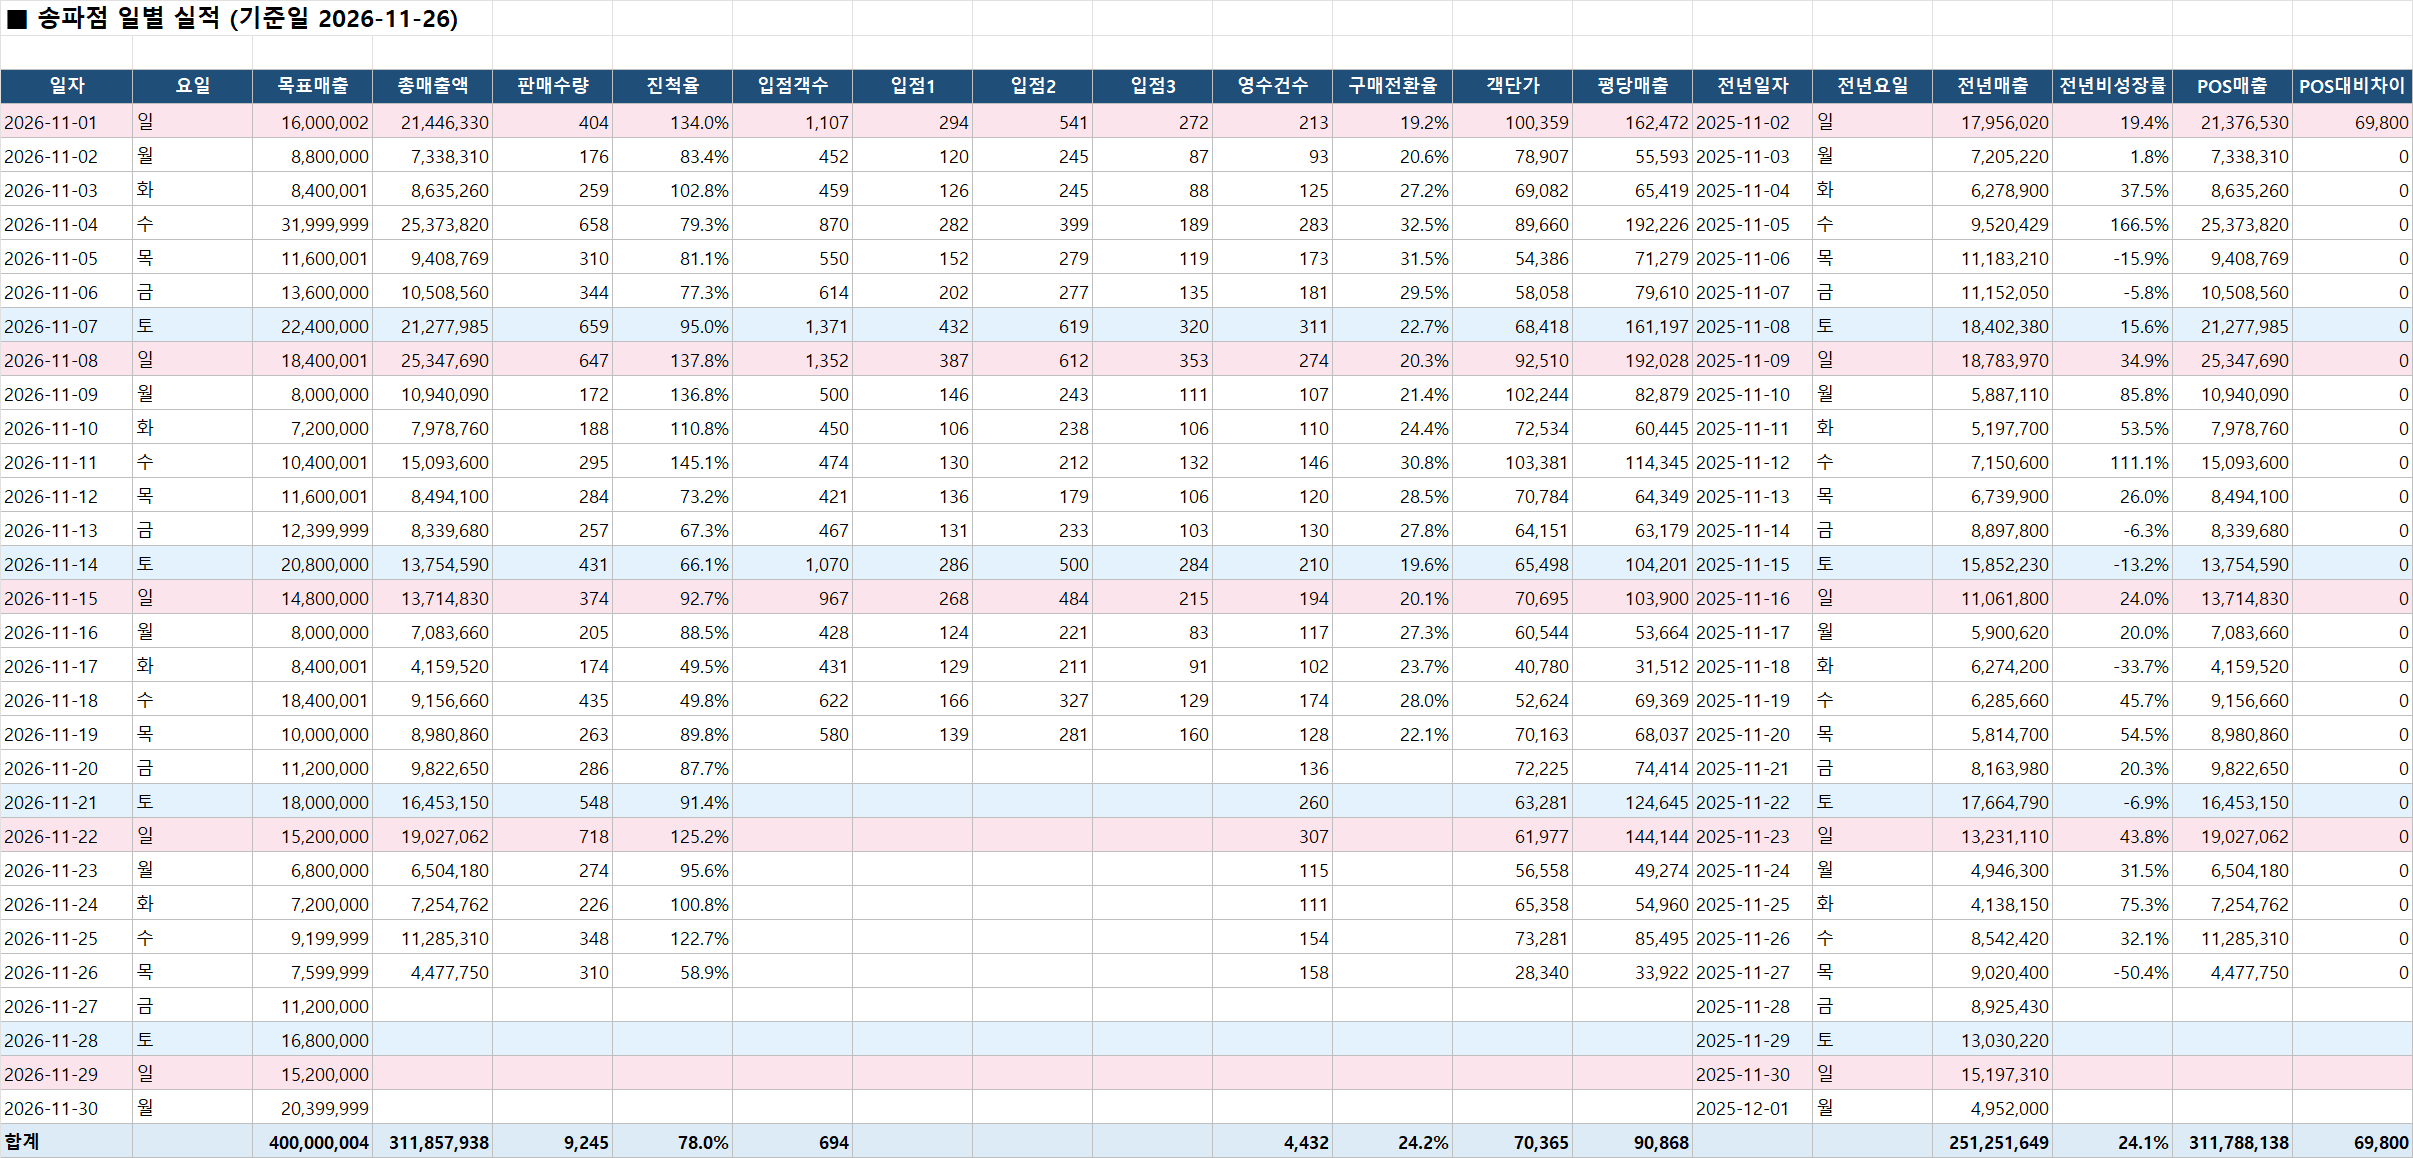 ■ 송파점 일별 실적 (기준일 2026-11-26)
일자 요일 목표매출 총매출액 판매수량 진척율 입점객수 입점1 입점2 입점3 영수건수 구매전환율 객단가 평당매출 전년일자 전년요일 전년매출 전년비성장률 POS매출 POS대비차이
2026-11-01 일 16,000,002 21,446,330 404 134.0% 1,107 294 541 272 213 19.2% 100,359 162,472 2025-11-02 일 17,956,020 19.4% 21,376,530 69,800
2026-11-02 월 8,800,000 7,338,310 176 83.4% 452 120 245 87 93 20.6% 78,907 55,593 2025-11-03 월 7,205,220 1.8% 7,338,310 0
2026-11-03 화 8,400,001 8,635,260 259 102.8% 459 126 245 88 125 27.2% 69,082 65,419 2025-11-04 화 6,278,900 37.5% 8,635,260 0
2026-11-04 수 31,999,999 25,373,820 658 79.3% 870 282 399 189 283 32.5% 89,660 192,226 2025-11-05 수 9,520,429 166.5% 25,373,820 0
2026-11-05 목 11,600,001 9,408,769 310 81.1% 550 152 279 119 173 31.5% 54,386 71,279 2025-11-06 목 11,183,210 -15.9% 9,408,769 0
2026-11-06 금 13,600,000 10,508,560 344 77.3% 614 202 277 135 181 29.5% 58,058 79,610 2025-11-07 금 11,152,050 -5.8% 10,508,560 0
2026-11-07 토 22,400,000 21,277,985 659 95.0% 1,371 432 619 320 311 22.7% 68,418 161,197 2025-11-08 토 18,402,380 15.6% 21,277,985 0
2026-11-08 일 18,400,001 25,347,690 647 137.8% 1,352 387 612 353 274 20.3% 92,510 192,028 2025-11-09 일 18,783,970 34.9% 25,347,690 0
2026-11-09 월 8,000,000 10,940,090 172 136.8% 500 146 243 111 107 21.4% 102,244 82,879 2025-11-10 월 5,887,110 85.8% 10,940,090 0
2026-11-10 화 7,200,000 7,978,760 188 110.8% 450 106 238 106 110 24.4% 72,534 60,445 2025-11-11 화 5,197,700 53.5% 7,978,760 0
2026-11-11 수 10,400,001 15,093,600 295 145.1% 474 130 212 132 146 30.8% 103,381 114,345 2025-11-12 수 7,150,600 111.1% 15,093,600 0
2026-11-12 목 11,600,001 8,494,100 284 73.2% 421 136 179 106 120 28.5% 70,784 64,349 2025-11-13 목 6,739,900 26.0% 8,494,100 0
2026-11-13 금 12,399,999 8,339,680 257 67.3% 467 131 233 103 130 27.8% 64,151 63,179 2025-11-14 금 8,897,800 -6.3% 8,339,680 0
2026-11-14 토 20,800,000 13,754,590 431 66.1% 1,070 286 500 284 210 19.6% 65,498 104,201 2025-11-15 토 15,852,230 -13.2% 13,754,590 0
2026-11-15 일 14,800,000 13,714,830 374 92.7% 967 268 484 215 194 20.1% 70,695 103,900 2025-11-16 일 11,061,800 24.0% 13,714,830 0
2026-11-16 월 8,000,000 7,083,660 205 88.5% 428 124 221 83 117 27.3% 60,544 53,664 2025-11-17 월 5,900,620 20.0% 7,083,660 0
2026-11-17 화 8,400,001 4,159,520 174 49.5% 431 129 211 91 102 23.7% 40,780 31,512 2025-11-18 화 6,274,200 -33.7% 4,159,520 0
2026-11-18 수 18,400,001 9,156,660 435 49.8% 622 166 327 129 174 28.0% 52,624 69,369 2025-11-19 수 6,285,660 45.7% 9,156,660 0
2026-11-19 목 10,000,000 8,980,860 263 89.8% 580 139 281 160 128 22.1% 70,163 68,037 2025-11-20 목 5,814,700 54.5% 8,980,860 0
2026-11-20 금 11,200,000 9,822,650 286 87.7% 136 72,225 74,414 2025-11-21 금 8,163,980 20.3% 9,822,650 0
2026-11-21 토 18,000,000 16,453,150 548 91.4% 260 63,281 124,645 2025-11-22 토 17,664,790 -6.9% 16,453,150 0
2026-11-22 일 15,200,000 19,027,062 718 125.2% 307 61,977 144,144 2025-11-23 일 13,231,110 43.8% 19,027,062 0
2026-11-23 월 6,800,000 6,504,180 274 95.6% 115 56,558 49,274 2025-11-24 월 4,946,300 31.5% 6,504,180 0
2026-11-24 화 7,200,000 7,254,762 226 100.8% 111 65,358 54,960 2025-11-25 화 4,138,150 75.3% 7,254,762 0
2026-11-25 수 9,199,999 11,285,310 348 122.7% 154 73,281 85,495 2025-11-26 수 8,542,420 32.1% 11,285,310 0
2026-11-26 목 7,599,999 4,477,750 310 58.9% 158 28,340 33,922 2025-11-27 목 9,020,400 -50.4% 4,477,750 0
2026-11-27 금 11,200,000 2025-11-28 금 8,925,430
2026-11-28 토 16,800,000 2025-11-29 토 13,030,220
2026-11-29 일 15,200,000 2025-11-30 일 15,197,310
2026-11-30 월 20,399,999 2025-12-01 월 4,952,000
합계 400,000,004 311,857,938 9,245 78.0% 694 4,432 24.2% 70,365 90,868 251,251,649 24.1% 311,788,138 69,800